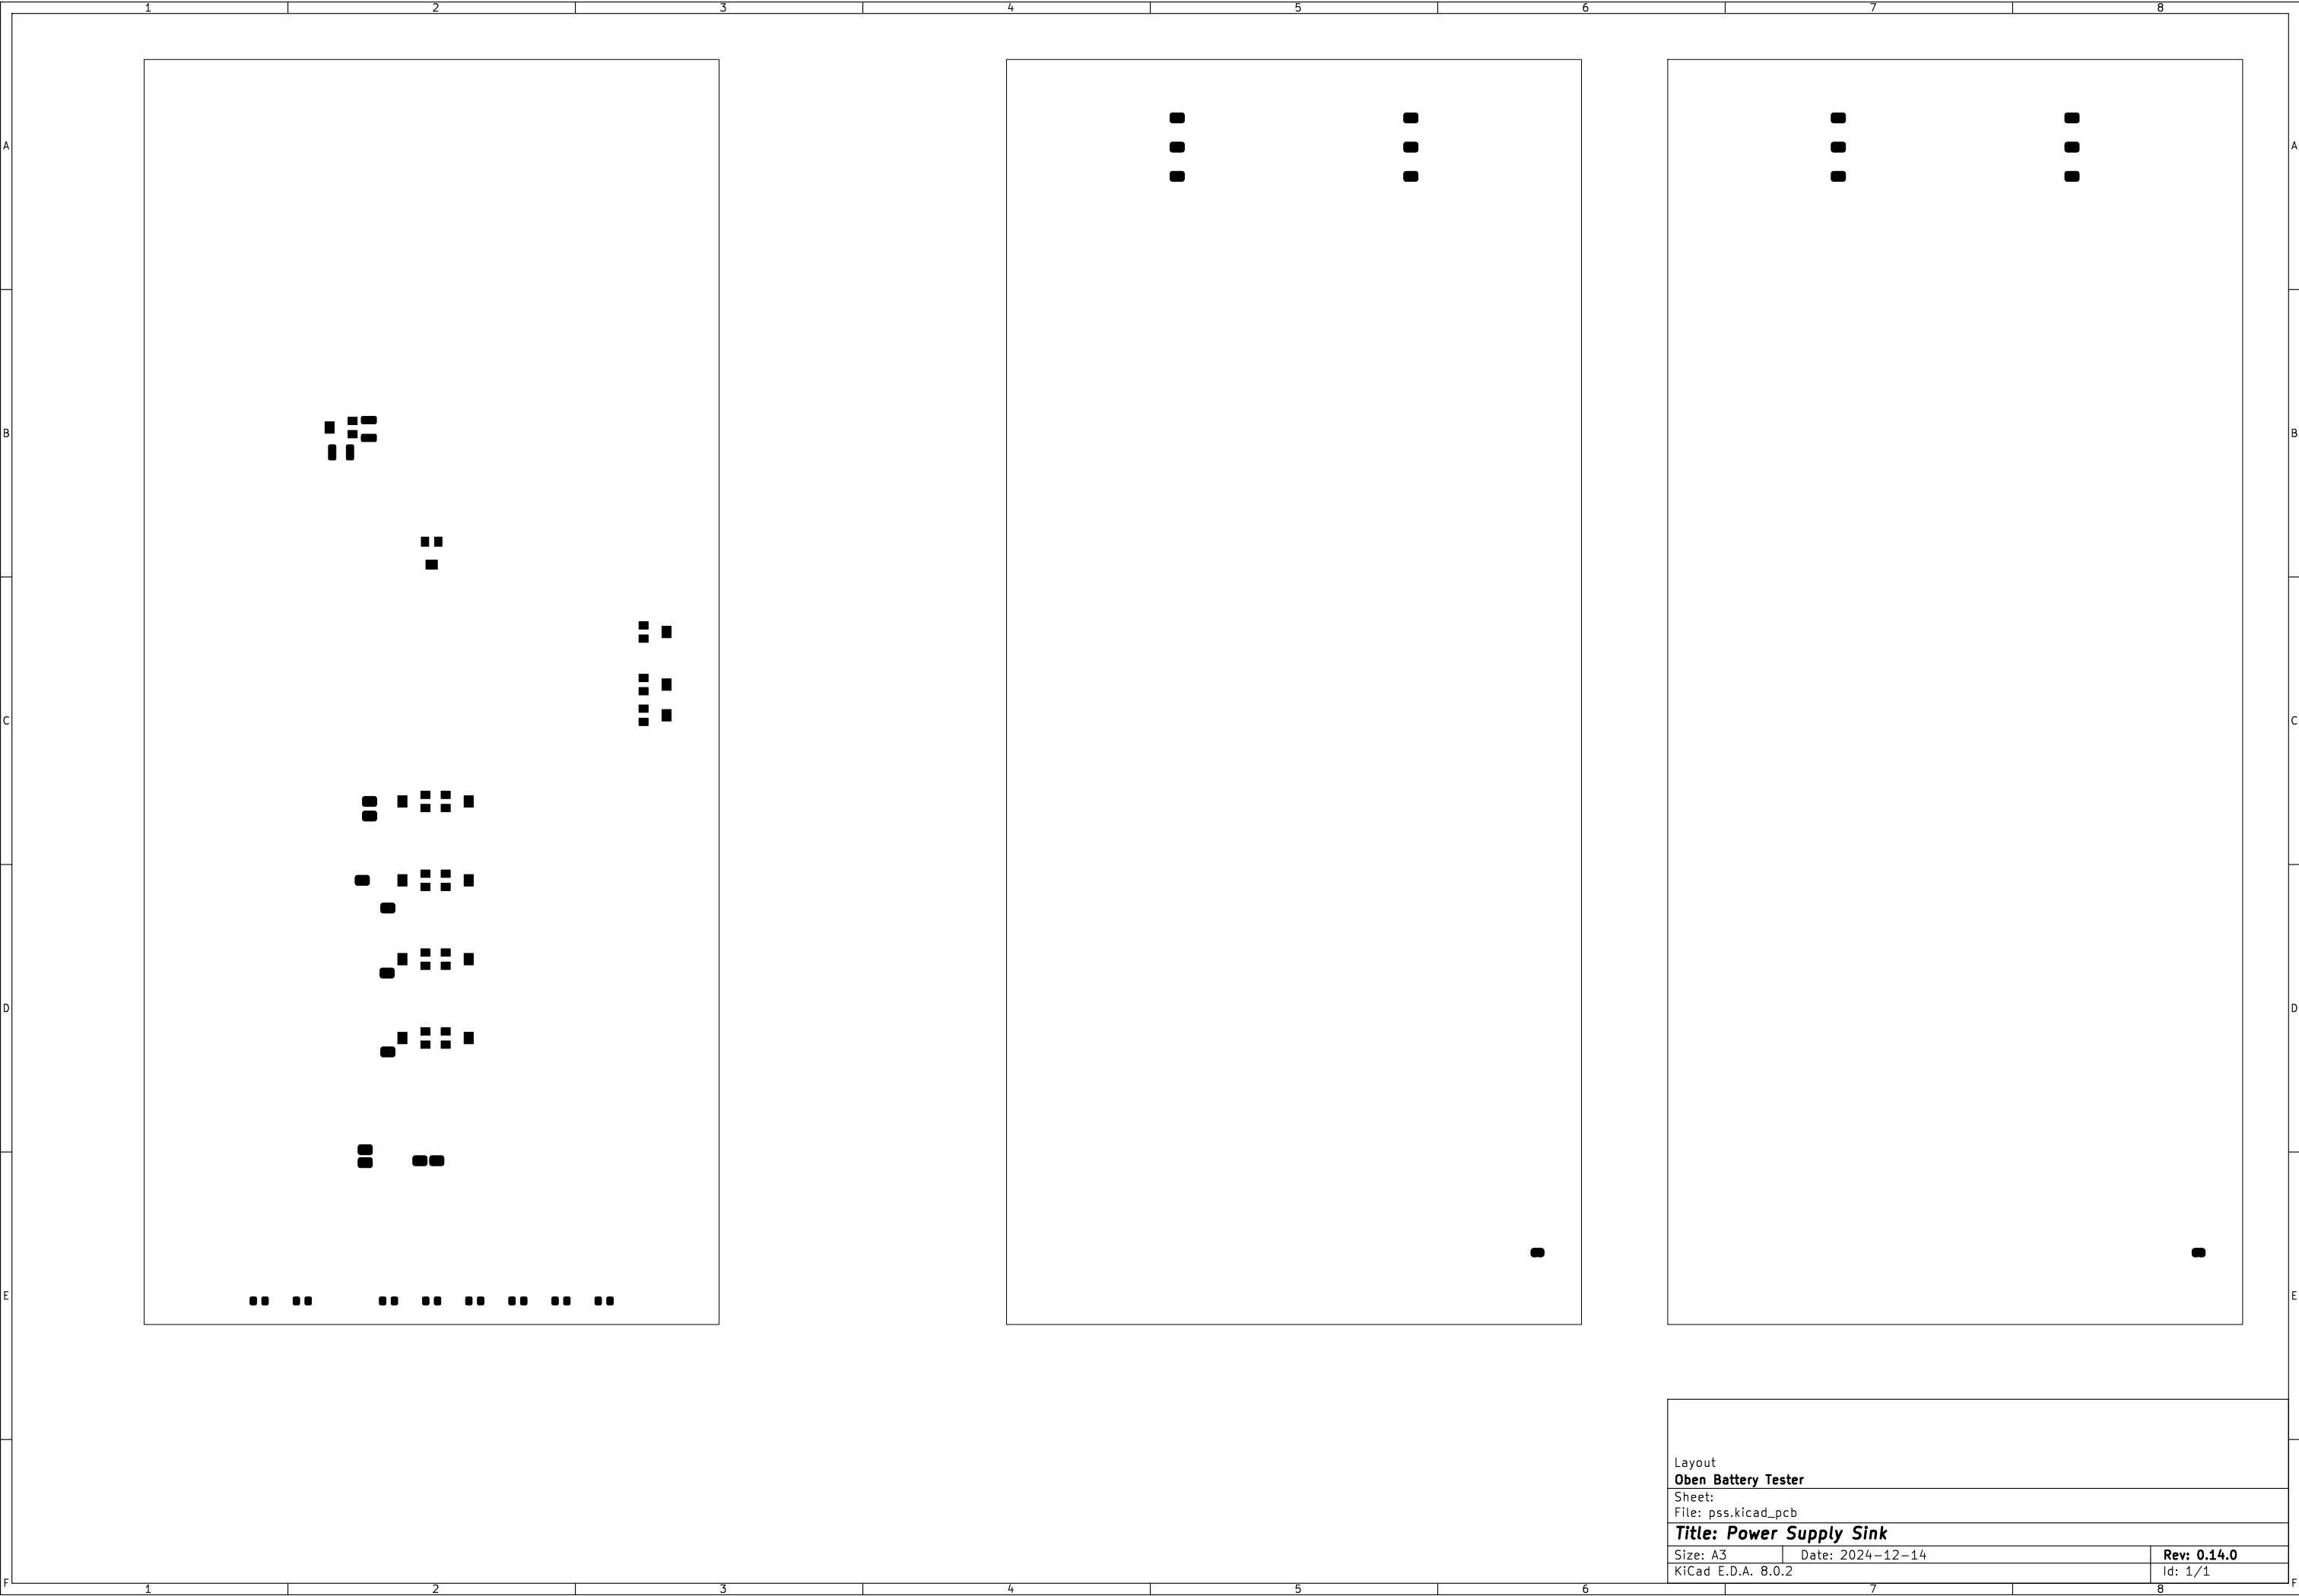 1 2 3 4 5 6 7 8
A A
B B
C C
D D
E E
Layout
Oben Battery Tester
Sheet:
File: pss.kicad_pcb
Title: Power Supply Sink
Size: A3 Date: 2024-12-14 Rev: 0.14.0
KiCad E.D.A. 8.0.2 Id: 1/1
F F
1 2 3 4 5 6 7 8